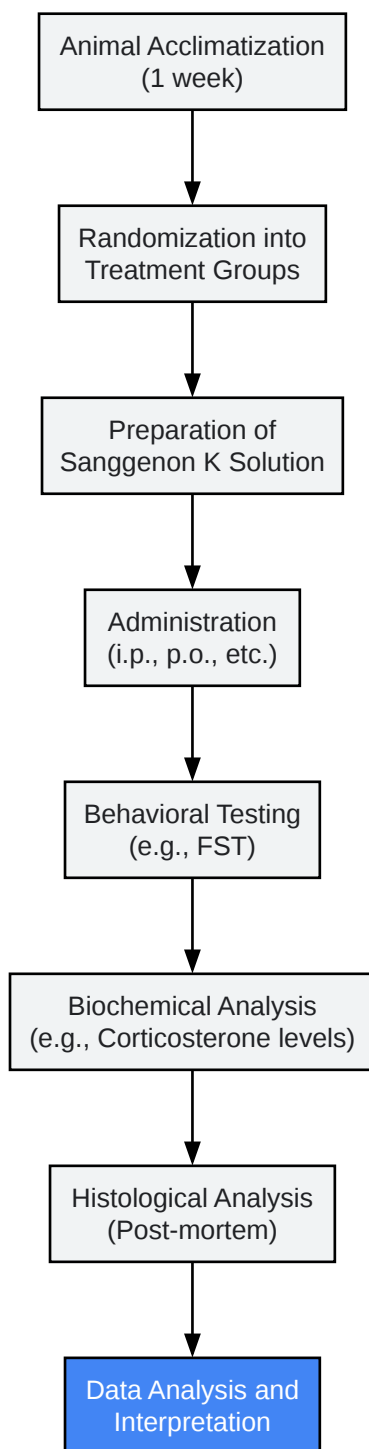 Animal Acclimatization
(1 week)
Randomization into
Treatment Groups
Preparation of
Sanggenon K Solution
Administration
(i.p., p.o., etc.)
Behavioral Testing
(e.g., FST)
Biochemical Analysis
(e.g., Corticosterone levels)
Histological Analysis
(Post-mortem)
Data Analysis and
Interpretation